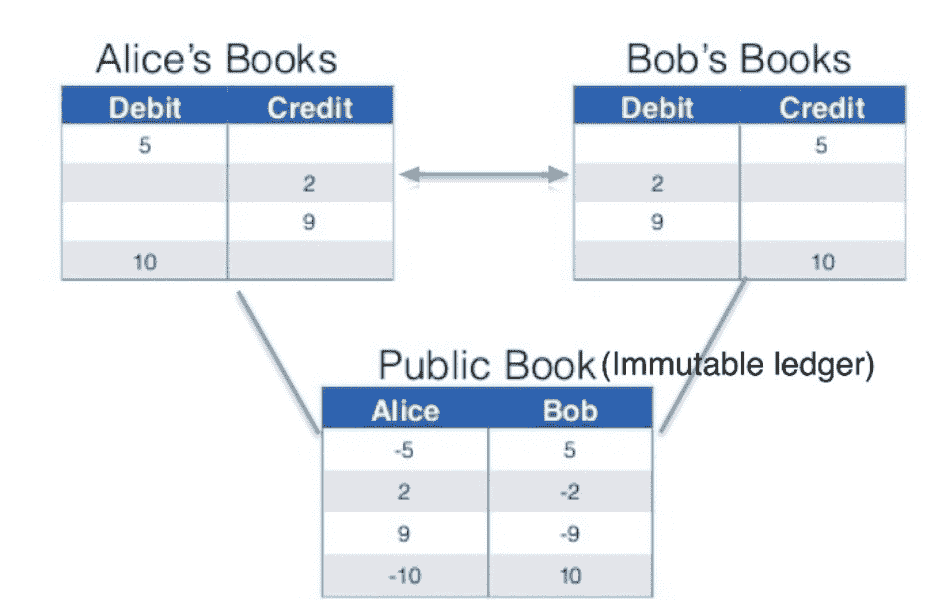 Alice's Books
Debit Credit
5
2
9
10
Bob's Books
Debit Credit
5
2
9
10
Public Book (Immutable ledger)
Alice Bob
-5 5
2 -2
9 -9
-10 10